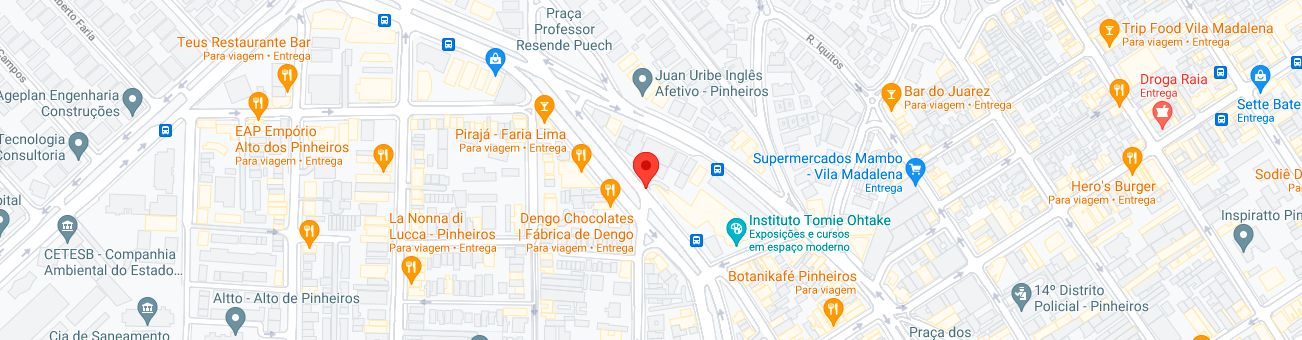 berto Faria
Campos
Praça
Professor
Resende Puech
R. Iquitos
Trip Food Vila Madalena
Para viagem • Entrega
Teus Restaurante Bar
Para viagem • Entrega
Juan Uribe Inglês
Afetivo - Pinheiros
Droga Raia
Entrega
Bar do Juarez
Para viagem • Entrega
Sette Bate
Entrega
Ageplan Engenharia
Construções
EAP Empório
Alto dos Pinheiros
Para viagem • Entrega
Pirajá - Faria Lima
Para viagem • Entrega
Tecnologia
Consultoria
Supermercados Mambo
- Vila Madalena
Entrega
Hero's Burger
Para viagem • Entrega
Sodiê D
Entrega
pital
La Nonna di
Lucca - Pinheiros
Para viagem • Entrega
Dengo Chocolates
| Fábrica de Dengo
Para viagem • Entrega
Instituto Tomie Ohtake
Exposições e cursos
em espaço moderno
Inspiratto Pin
CETESB - Companhia
Ambiental do Estado...
Botanikafé Pinheiros
Para viagem
Altto - Alto de Pinheiros
14º Distrito
Policial - Pinheiros
Cia de Saneamento
Praça dos